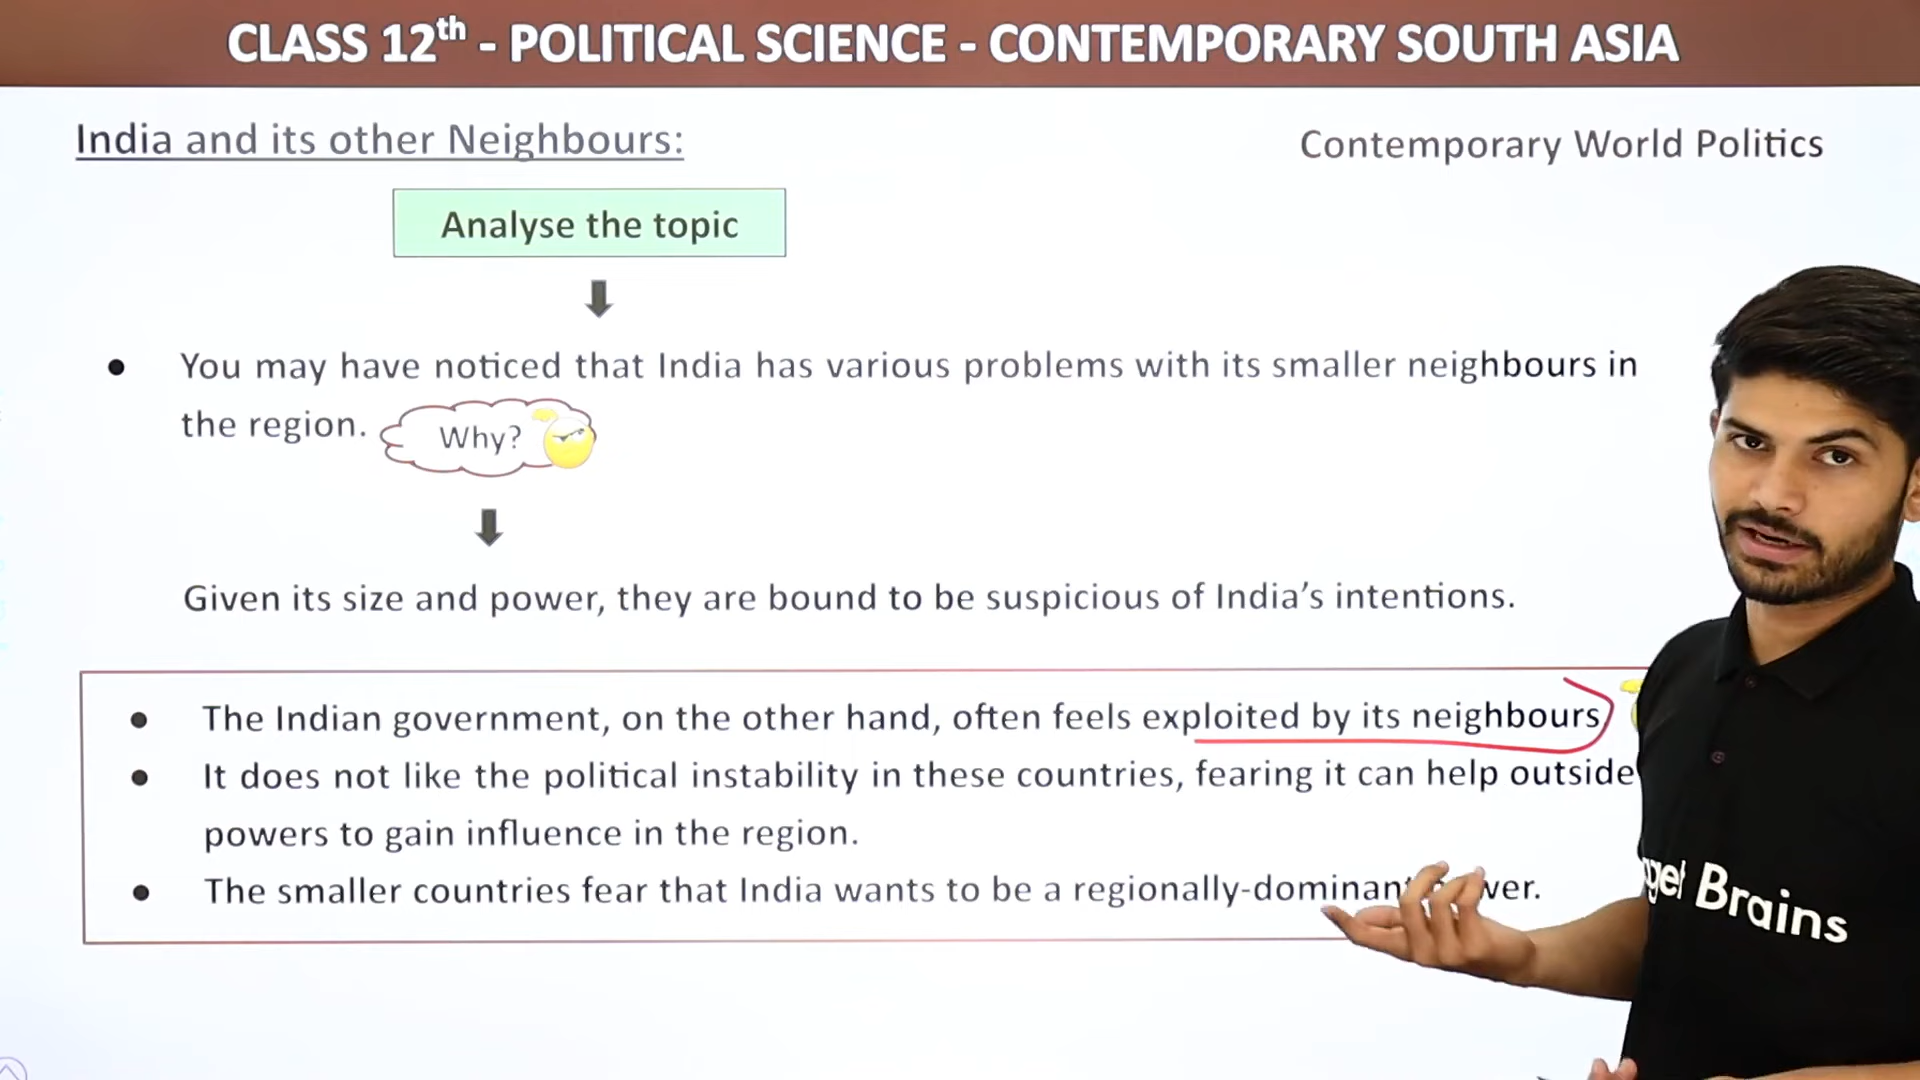 CLASS 12th - POLITICAL SCIENCE - CONTEMPORARY SOUTH ASIA
India and its other Neighbours:
Contemporary World Politics
Analyse the topic
● You may have noticed that India has various problems with its smaller neighbours in
the region.
Why?
Given its size and power, they are bound to be suspicious of India’s intentions.
● The Indian government, on the other hand, often feels exploited by its neighbours
● It does not like the political instability in these countries, fearing it can help outside
powers to gain influence in the region.
● The smaller countries fear that India wants to be a regionally-dominant
Brains